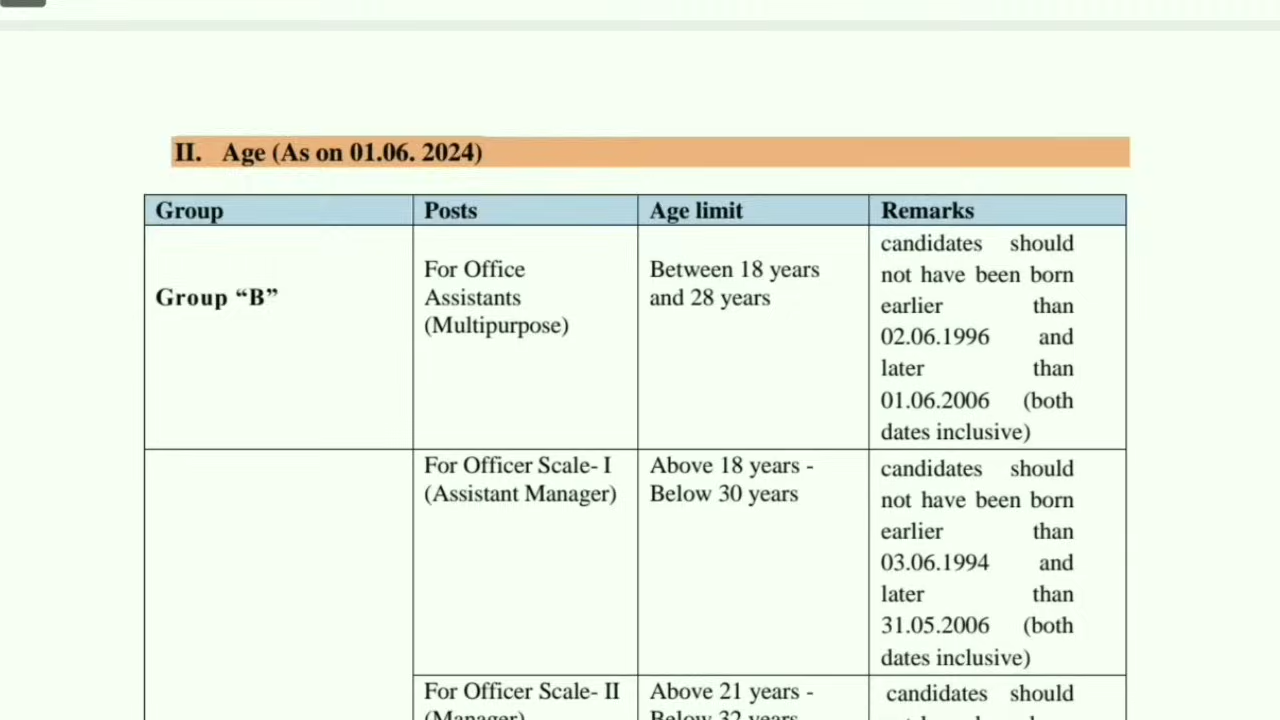 II. Age (As on 01.06. 2024)
Group Posts Age limit Remarks
Group “B”
For Office
Assistants
(Multipurpose)
Between 18 years
and 28 years
candidates should
not have been born
earlier than
02.06.1996 and
later than
01.06.2006 (both
dates inclusive)
For Officer Scale- I
(Assistant Manager)
Above 18 years -
Below 30 years
candidates should
not have been born
earlier than
03.06.1994 and
later than
31.05.2006 (both
dates inclusive)
For Officer Scale- II
(Manager)
Above 21 years -
Below 32 years
candidates should